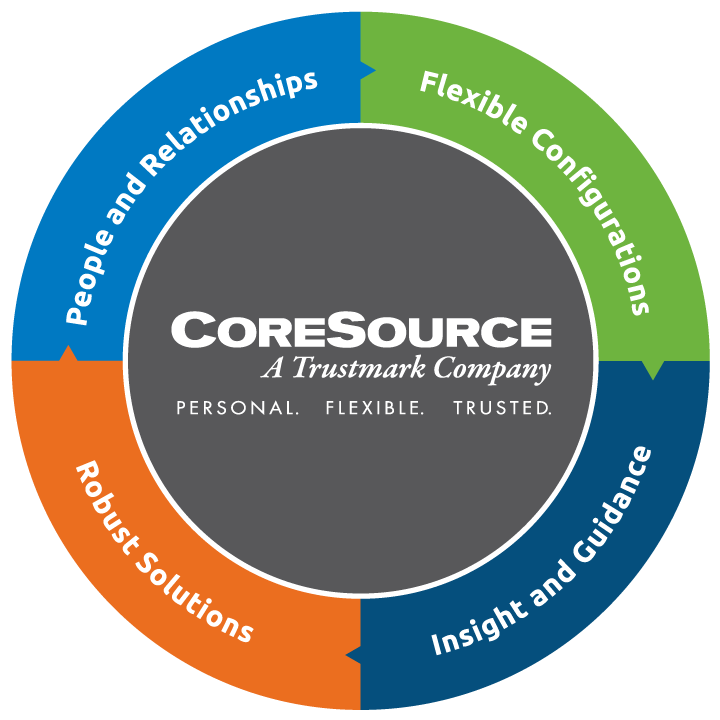 People and Relationships
Flexible Configurations
CORESOURCE
A Trustmark Company
PERSONAL. FLEXIBLE. TRUSTED.
Robust Solutions
Insight and Guidance